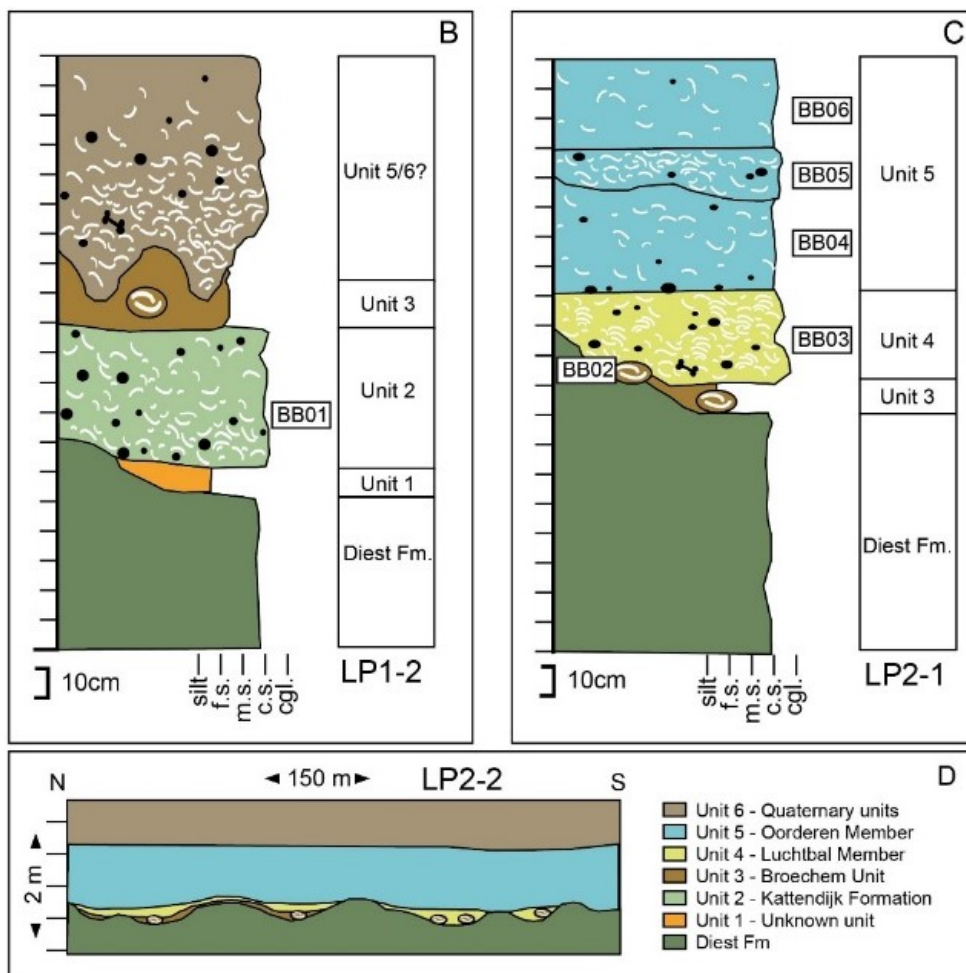 B
Unit 5/6?
Unit 3
Unit 2
BB01
Unit 1
Diest Fm.
10cm
silt
f.s.
m.s.
c.s.
cgl.
LP1-2
C
BB06
BB05
Unit 5
BB04
BB03
Unit 4
BB02
Unit 3
Diest Fm.
10cm
silt
f.s.
m.s.
c.s.
cgl.
LP2-1
D
N
150 m
LP2-2
S
2 m
Unit 6 - Quaternary units
Unit 5 - Oorderen Member
Unit 4 - Luchtbal Member
Unit 3 - Broechem Unit
Unit 2 - Kattendijk Formation
Unit 1 - Unknown unit
Diest Fm